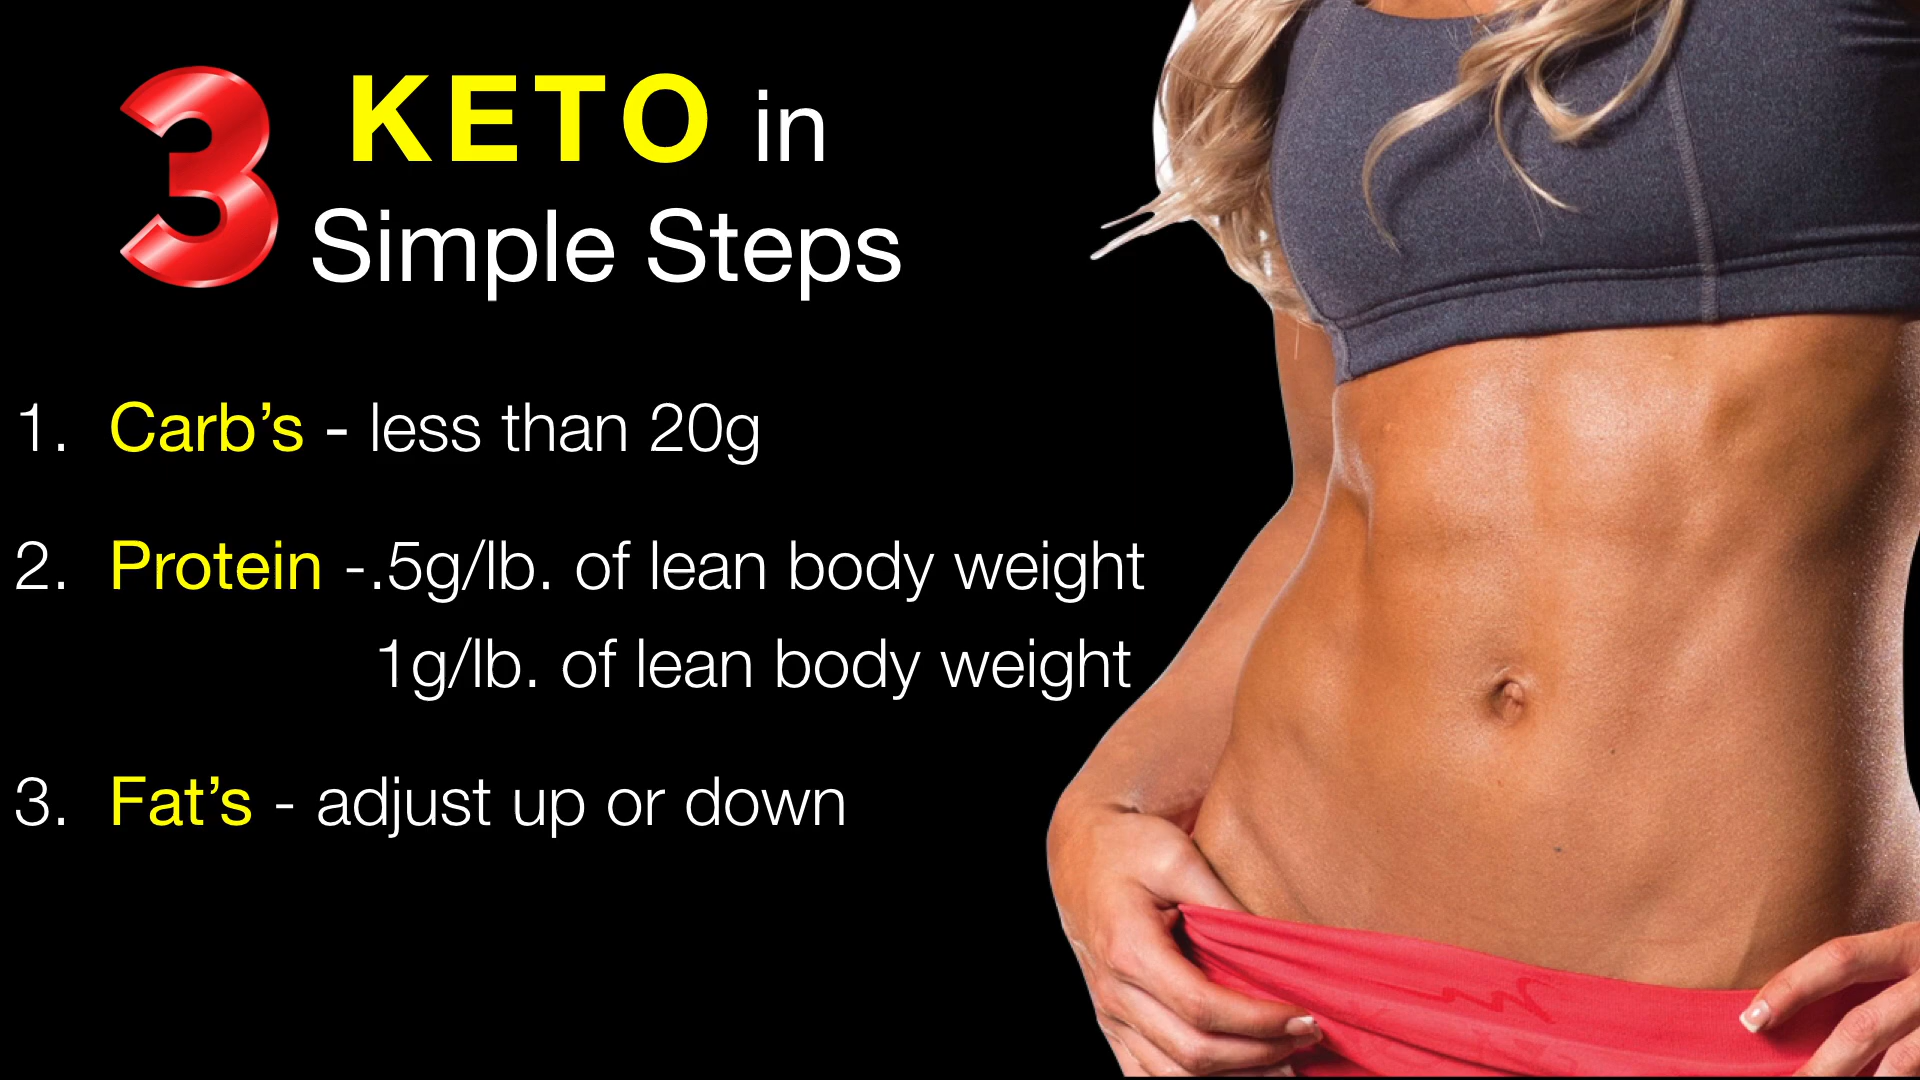 3 KETO in
Simple Steps
1. Carb’s - less than 20g
2. Protein -.5g/lb. of lean body weight
1g/lb. of lean body weight
3. Fat’s - adjust up or down